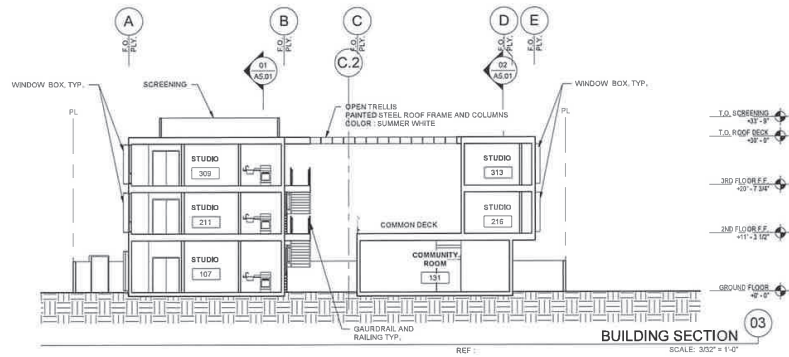 A
B
C
D
E
F.O. PLY.
F.O. PLY.
F.O. PLY.
F.O. PLY.
F.O. PLY.
C.2
01
A5.01
02
A5.01
WINDOW BOX, TYP.
SCREENING
WINDOW BOX, TYP.
PL
OPEN TRELLIS
PAINTED STEEL ROOF FRAME AND COLUMNS
COLOR : SUMMER WHITE
PL
T.O. SCREENING
+33' - 9"
T.O. ROOF DECK
+30' - 0"
STUDIO
309
STUDIO
313
3RD FLOOR F.F.
+20' - 7 3/4"
STUDIO
211
STUDIO
216
COMMON DECK
2ND FLOOR F.F.
+11' - 3 1/2"
STUDIO
107
COMMUNITY
ROOM
131
GROUND FLOOR
+0' - 0"
GAURDRAIL AND
RAILING TYP.
BUILDING SECTION
03
REF :
SCALE: 3/32" = 1'-0"